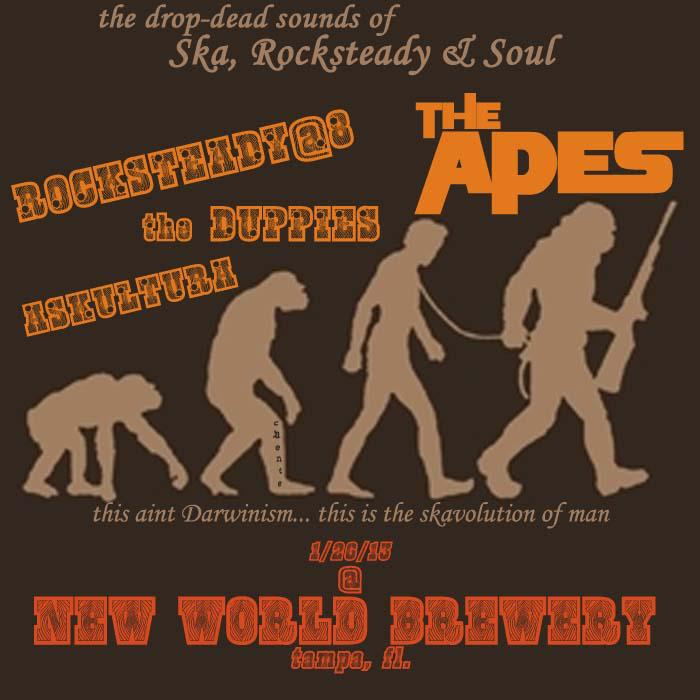 the drop-dead sounds of
Ska, Rocksteady & Soul
THE
APES
ROCKSTEADY@8
the DUPPIES
ASKULTURA
chente
this aint Darwinism... this is the skavolution of man
1/26/13
@
NEW WORLD BREWERY
tampa, fl.